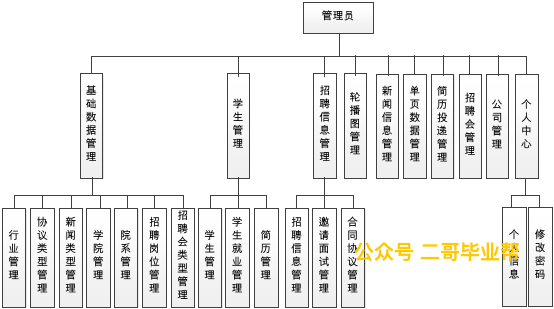 管理员
基础数据管理
学生管理
招聘信息管理
轮播图管理
新闻信息管理
单页数据管理
简历投递管理
招聘会管理
公司管理
个人中心
行业管理
协议类型管理
新闻类型管理
学院管理
院系管理
招聘岗位管理
招聘会类型管理
学生管理
学生就业管理
简历管理
招聘信息管理
邀请面试管理
合同协议管理
个人信息
修改密码
公众号 二哥毕业帮